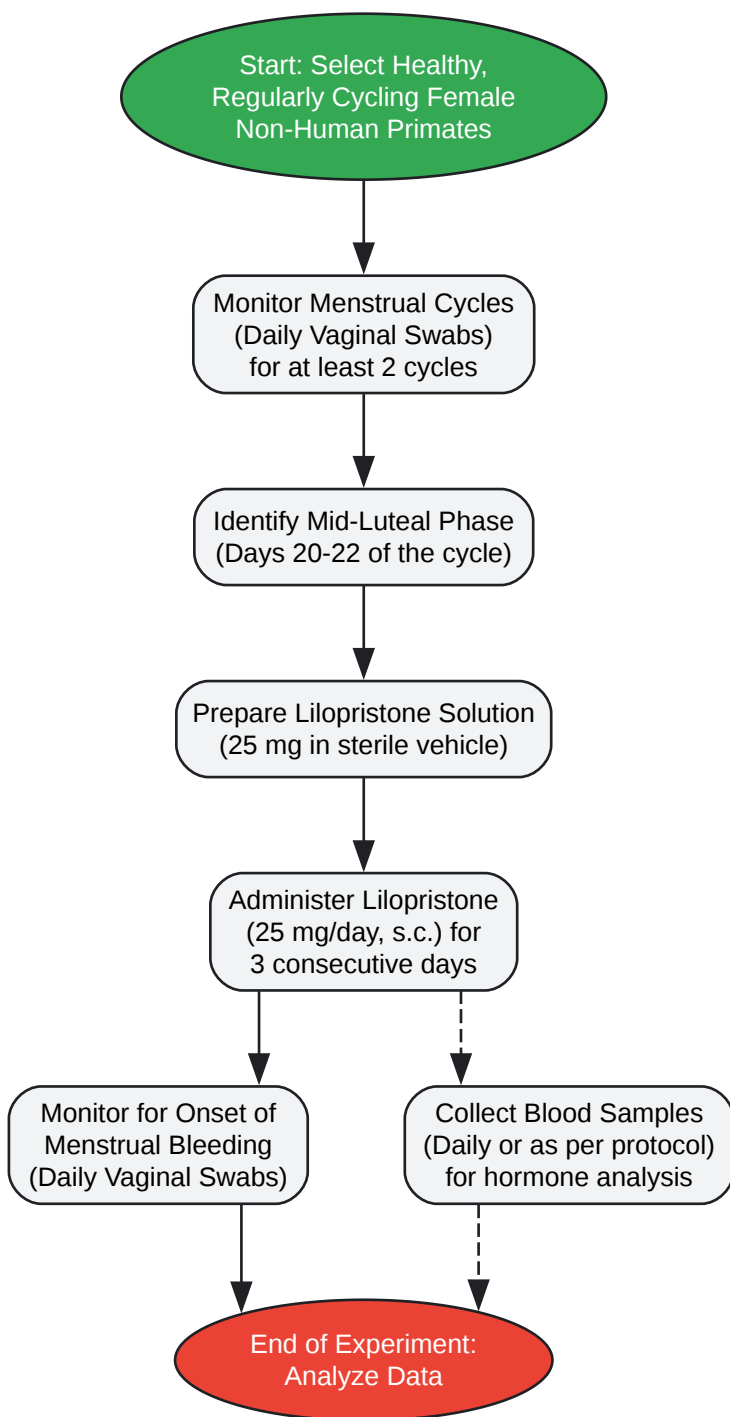 Start: Select Healthy,
Regularly Cycling Female
Non-Human Primates
Monitor Menstrual Cycles
(Daily Vaginal Swabs)
for at least 2 cycles
Identify Mid-Luteal Phase
(Days 20-22 of the cycle)
Prepare Lilopristone Solution
(25 mg in sterile vehicle)
Administer Lilopristone
(25 mg/day, s.c.) for
3 consecutive days
Monitor for Onset of
Menstrual Bleeding
(Daily Vaginal Swabs)
Collect Blood Samples
(Daily or as per protocol)
for hormone analysis
End of Experiment:
Analyze Data